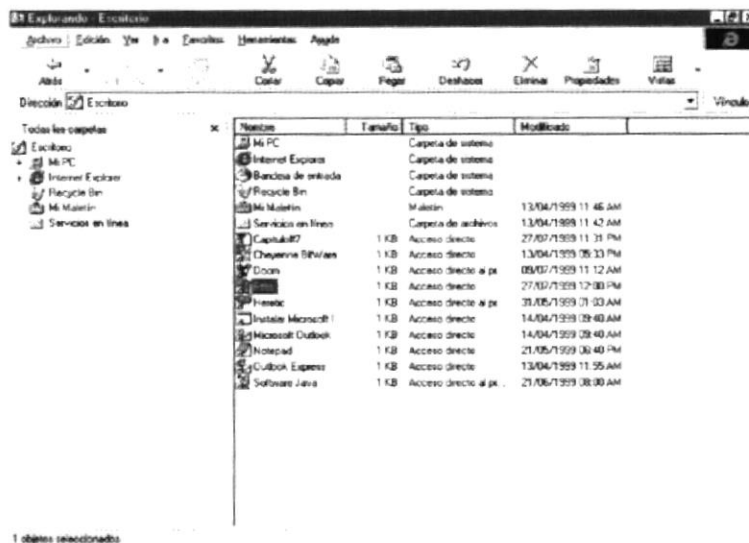 Explorando - Escritorio
Archivo Edición Ver Ir a Favoritos Herramientas Ayuda
Atrás Cortar Copiar Pegar Deshacer Eliminar Propiedades Vistas
Dirección Escritorio Vínculo
Todas las carpetas
Escritorio
Mi PC
Internet Explorer
Recycle Bin
Mi Maletín
Servicios en línea
Nombre Tamaño Tipo Modificado
Mi PC Carpeta de sistema
Internet Explorer Carpeta de sistema
Bandeja de entrada Carpeta de sistema
Recycle Bin Carpeta de sistema
Mi Maletín Maletín 13/04/1999 11:46 AM
Servicios en línea Carpeta de archivos 13/04/1999 11:42 AM
1 KB Acceso directo 27/07/1999 11:31 PM
Cheyenne BitWare 1 KB Acceso directo 13/04/1999 05:33 PM
Doom 1 KB Acceso directo al pr 09/07/1999 11:12 AM
1 KB Acceso directo 27/07/1999 12:00 PM
Heretic 1 KB Acceso directo al pr 31/05/1999 01:03 AM
Instalar Microsoft I 1 KB Acceso directo 14/04/1999 09:40 AM
Microsoft Outlook 1 KB Acceso directo 14/04/1999 09:40 AM
Notepad 1 KB Acceso directo 21/05/1999 06:40 PM
Outlook Express 1 KB Acceso directo 13/04/1999 11:55 AM
Software Java 1 KB Acceso directo al pr... 21/06/1999 08:00 AM
1 objetos seleccionados